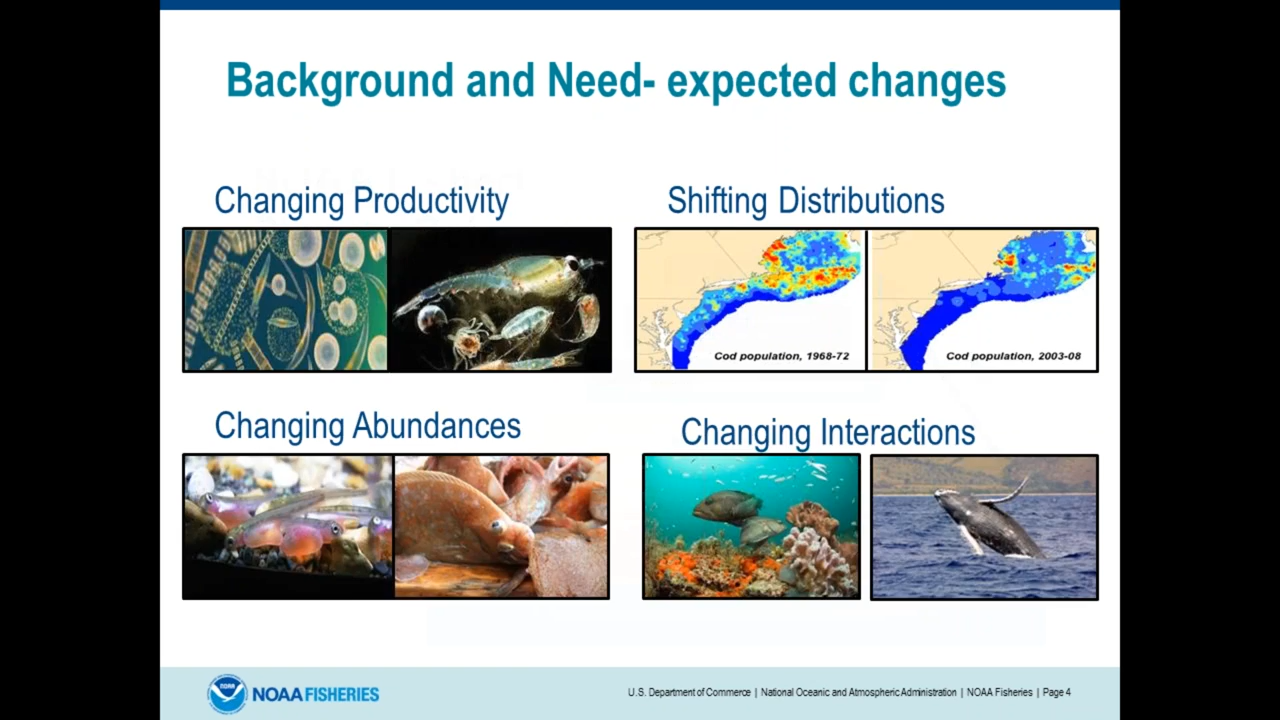 Background and Need- expected changes
Changing Productivity
Shifting Distributions
Cod population, 1968-72
Cod population, 2003-08
Changing Abundances
Changing Interactions
NOAA
NOAA FISHERIES
U.S. Department of Commerce | National Oceanic and Atmospheric Administration | NOAA Fisheries | Page 4